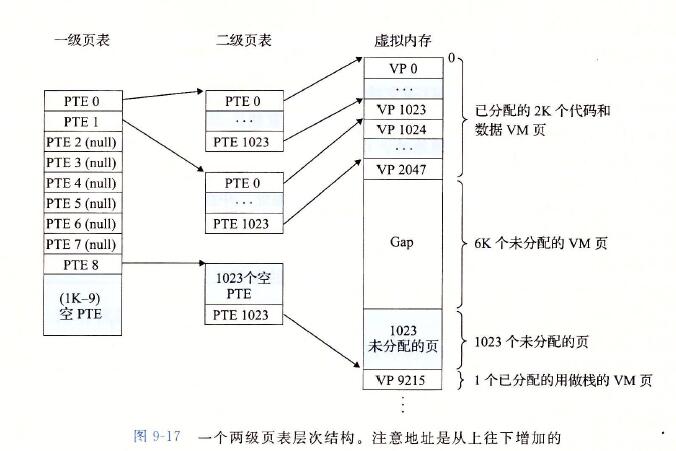 一级页表
二级页表
虚拟内存
PTE 0
PTE 1
PTE 2 (null)
PTE 3 (null)
PTE 4 (null)
PTE 5 (null)
PTE 6 (null)
PTE 7 (null)
PTE 8
(1K–9)
空 PTE
PTE 0
···
PTE 1023
PTE 0
···
PTE 1023
1023个空
PTE
PTE 1023
0
VP 0
···
VP 1023
VP 1024
···
VP 2047
Gap
1023
未分配的页
VP 9215
⋮
已分配的 2K 个代码和
数据 VM 页
6K 个未分配的 VM 页
1023 个未分配的页
1 个已分配的用做栈的 VM 页
图 9-17 一个两级页表层次结构。注意地址是从上往下增加的